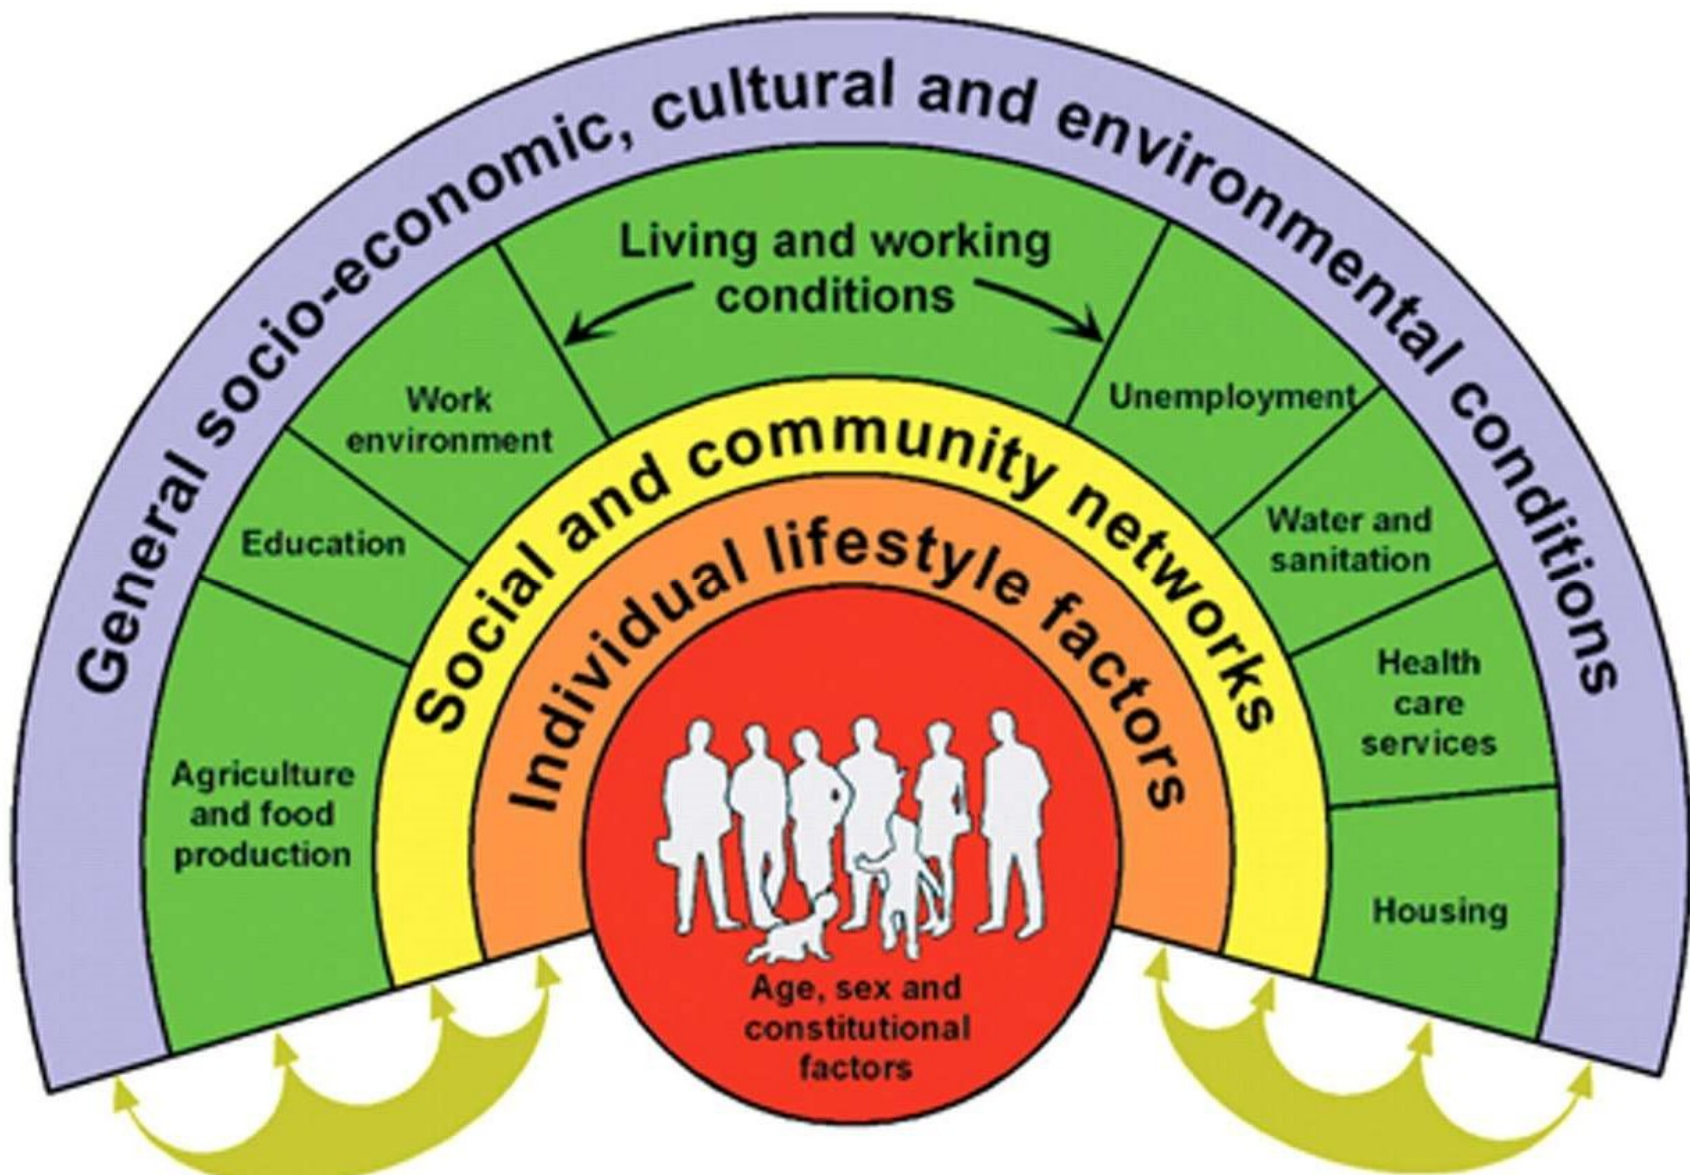 General socio-economic, cultural and environmental conditions
Living and working
conditions
Work
environment
Education
Agriculture
and food
production
Unemployment
Water and
sanitation
Health
care
services
Housing
Social and community networks
Individual lifestyle factors
Age, sex and
constitutional
factors